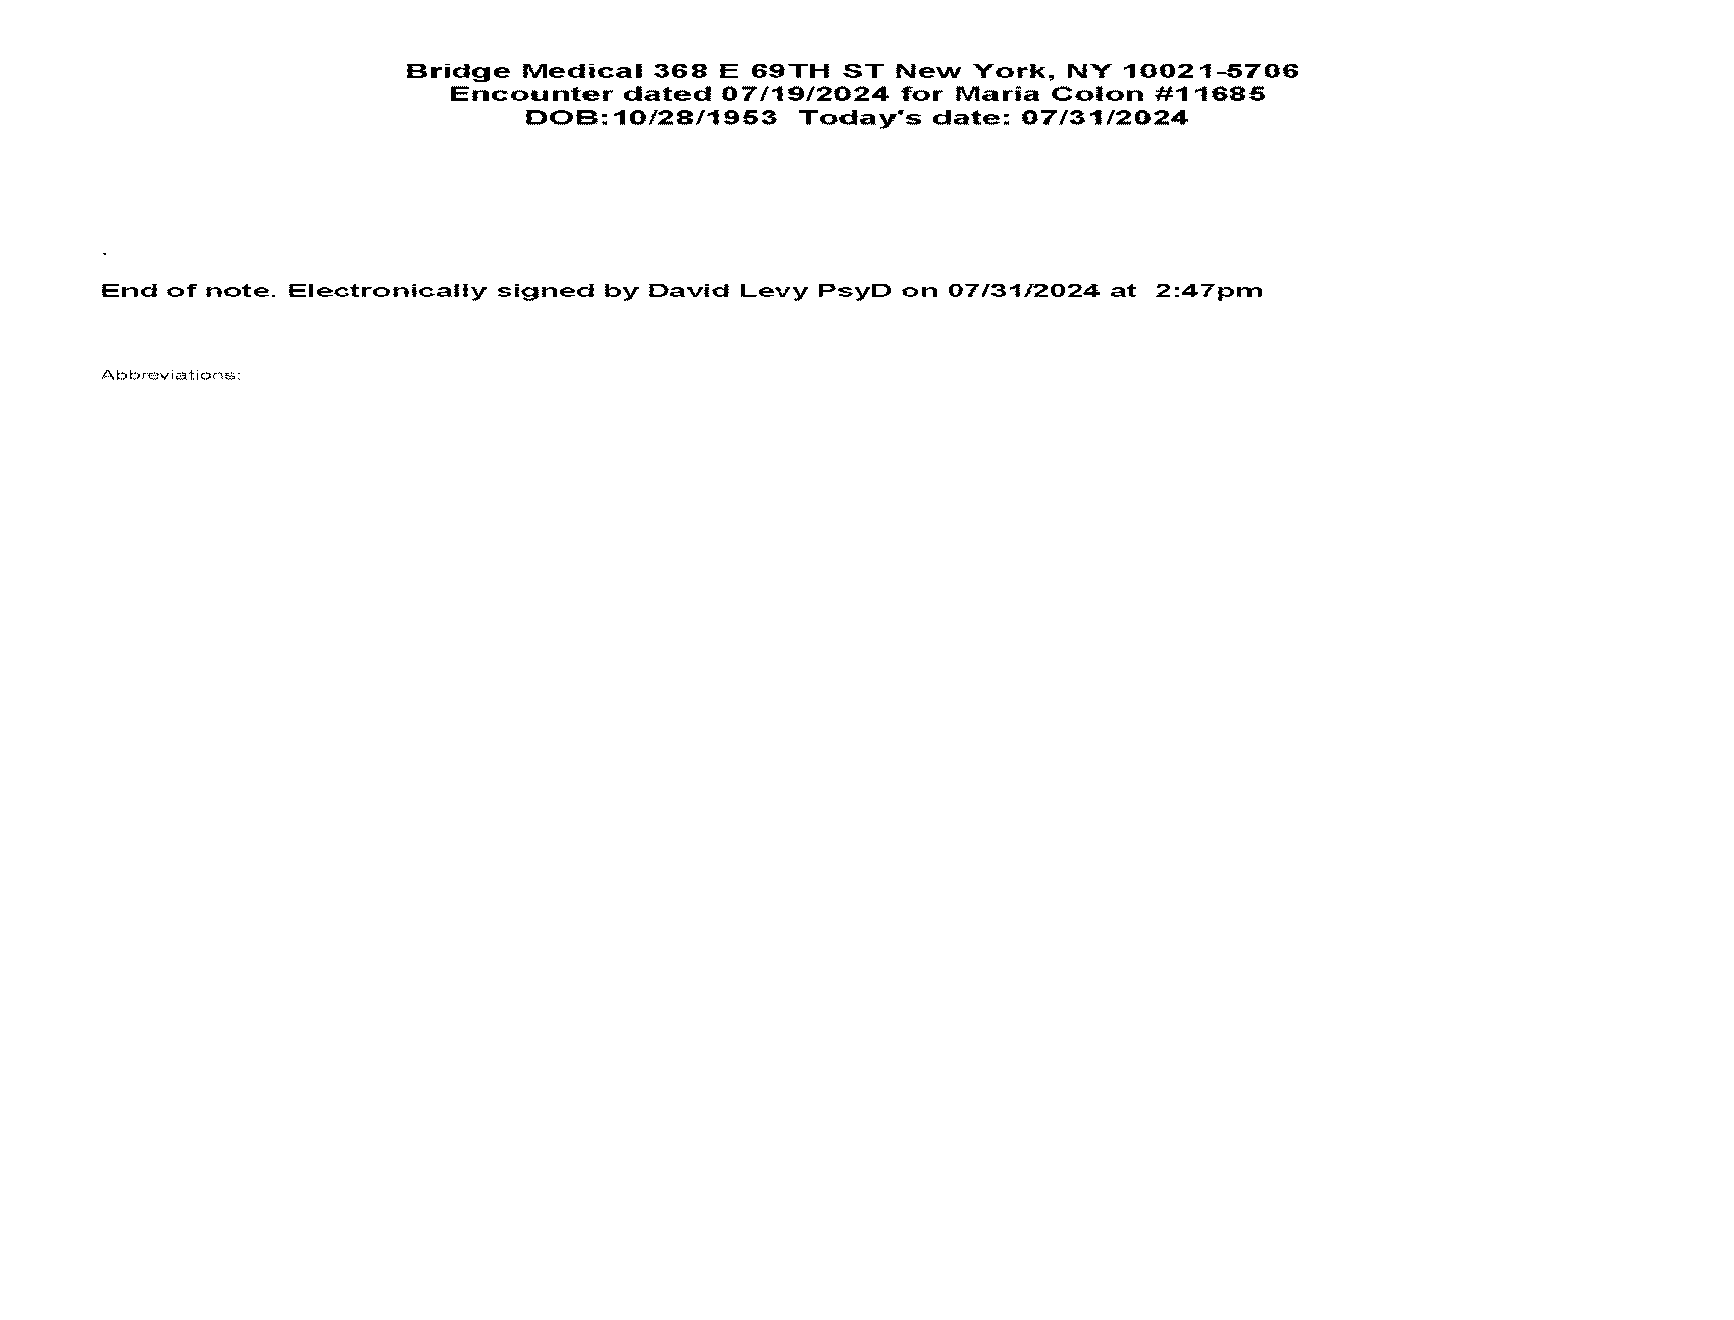 Bridge Medical 368 E 69TH ST New York, NY 10021-5706
Encounter dated 07/19/2024 for Maria Colon #11685
DOB:10/28/1953  Today's date: 07/31/2024
.
End of note. Electronically signed by David Levy PsyD on 07/31/2024 at  2:47pm
Abbreviations: